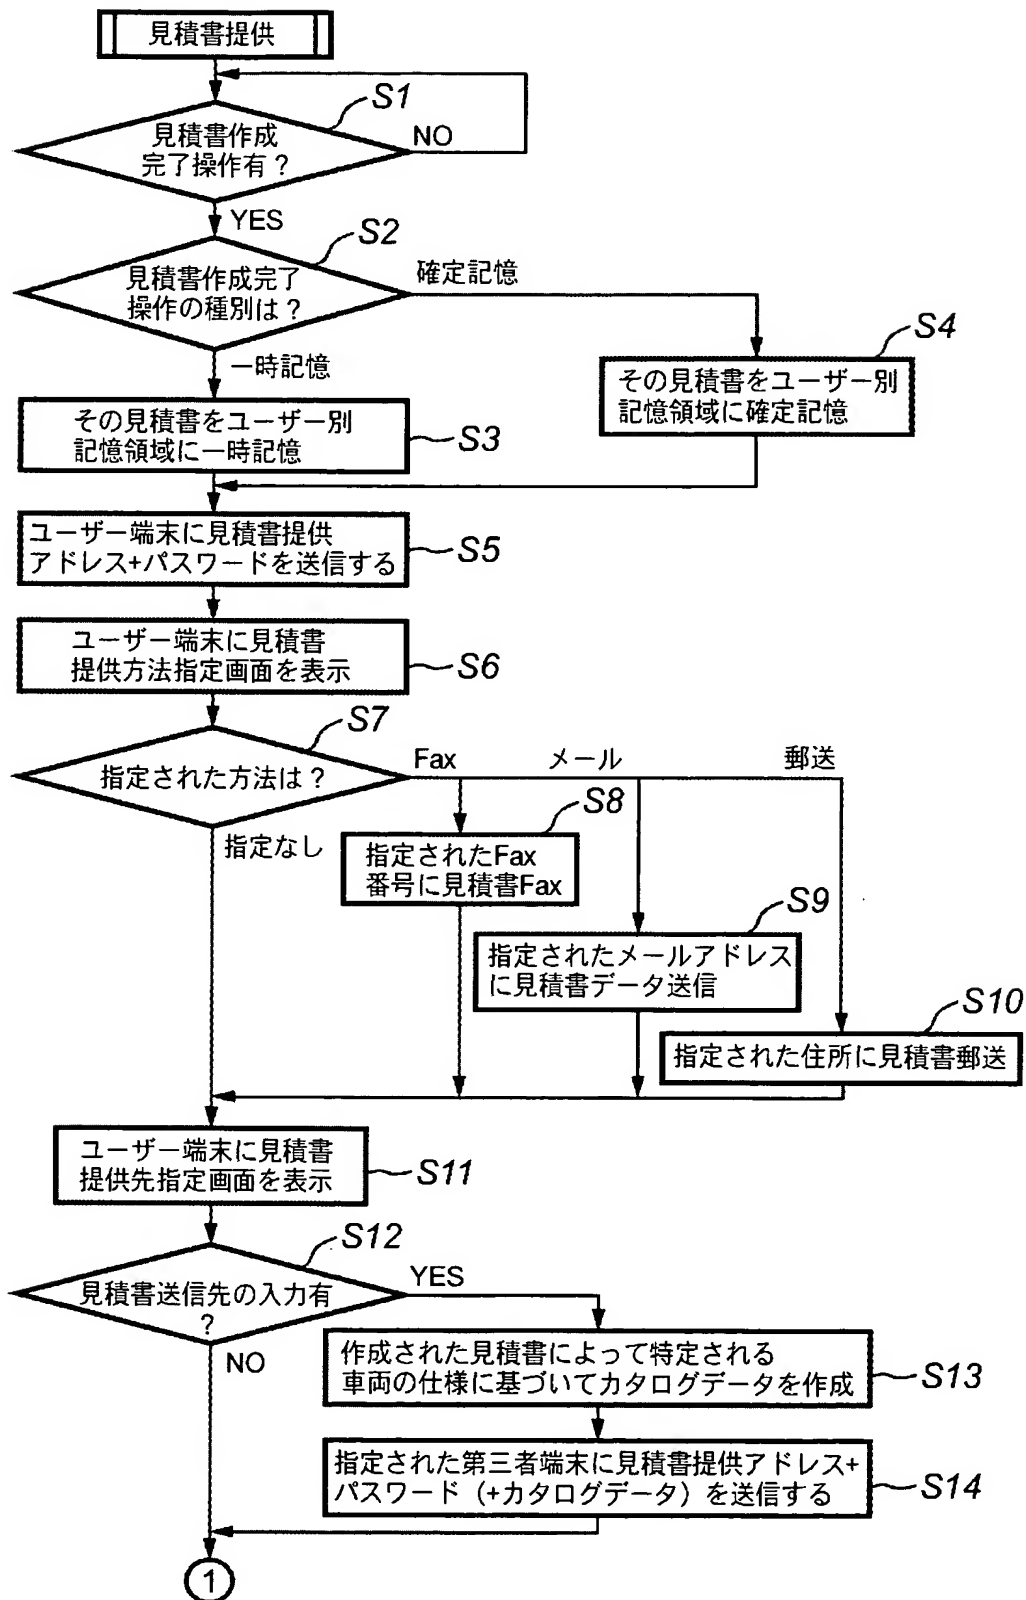 見積書提供
S1
見積書作成
完了操作有？
NO
YES
S2
見積書作成完了
操作の種別は？
確定記憶
一時記憶
S4
その見積書をユーザー別
記憶領域に確定記憶
その見積書をユーザー別
記憶領域に一時記憶
S3
ユーザー端末に見積書提供
アドレス+パスワードを送信する
S5
ユーザー端末に見積書
提供方法指定画面を表示
S6
S7
指定された方法は？
Fax
メール
郵送
指定なし
S8
指定されたFax
番号に見積書Fax
S9
指定されたメールアドレス
に見積書データ送信
S10
指定された住所に見積書郵送
ユーザー端末に見積書
提供先指定画面を表示
S11
S12
見積書送信先の入力有
？
YES
NO
作成された見積書によって特定される
車両の仕様に基づいてカタログデータを作成
S13
指定された第三者端末に見積書提供アドレス+
パスワード（+カタログデータ）を送信する
S14
1